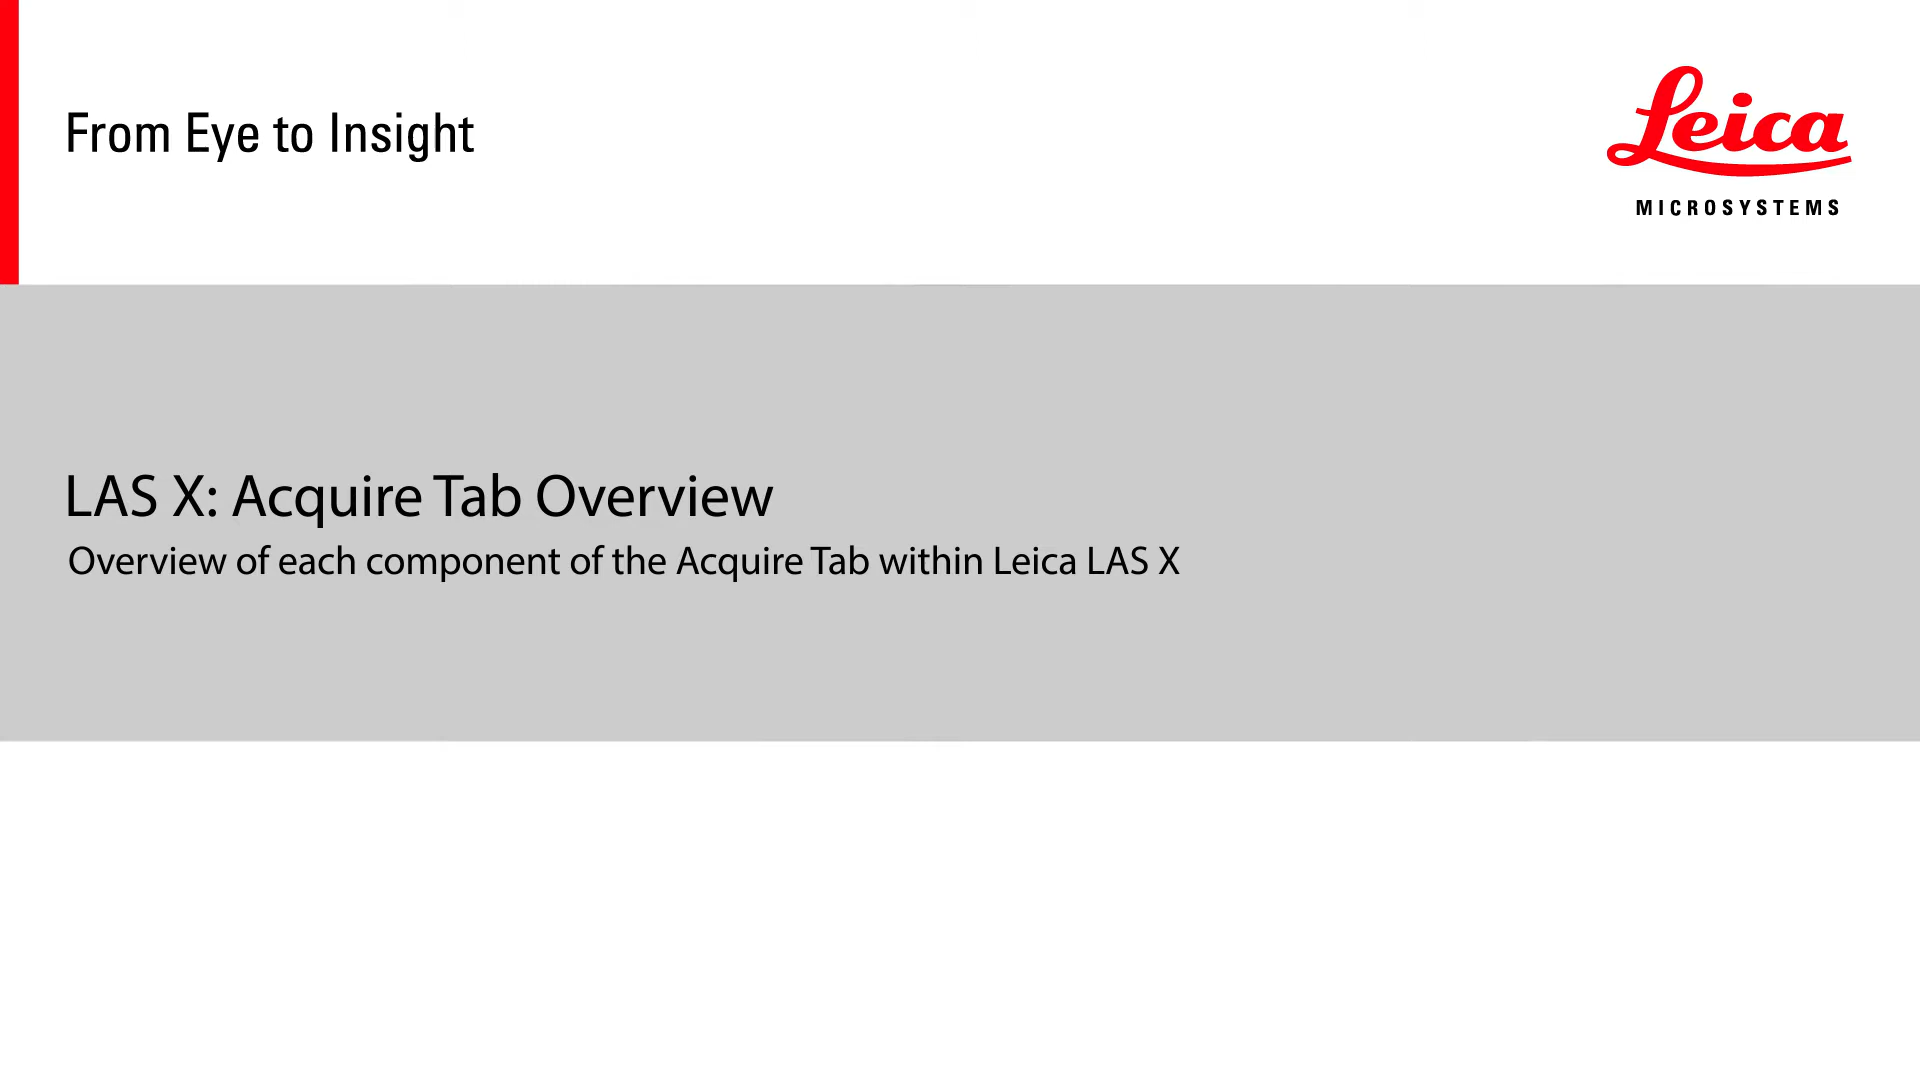 From Eye to Insight
Leica
MICROSYSTEMS
LAS X: Acquire Tab Overview
Overview of each component of the Acquire Tab within Leica LAS X